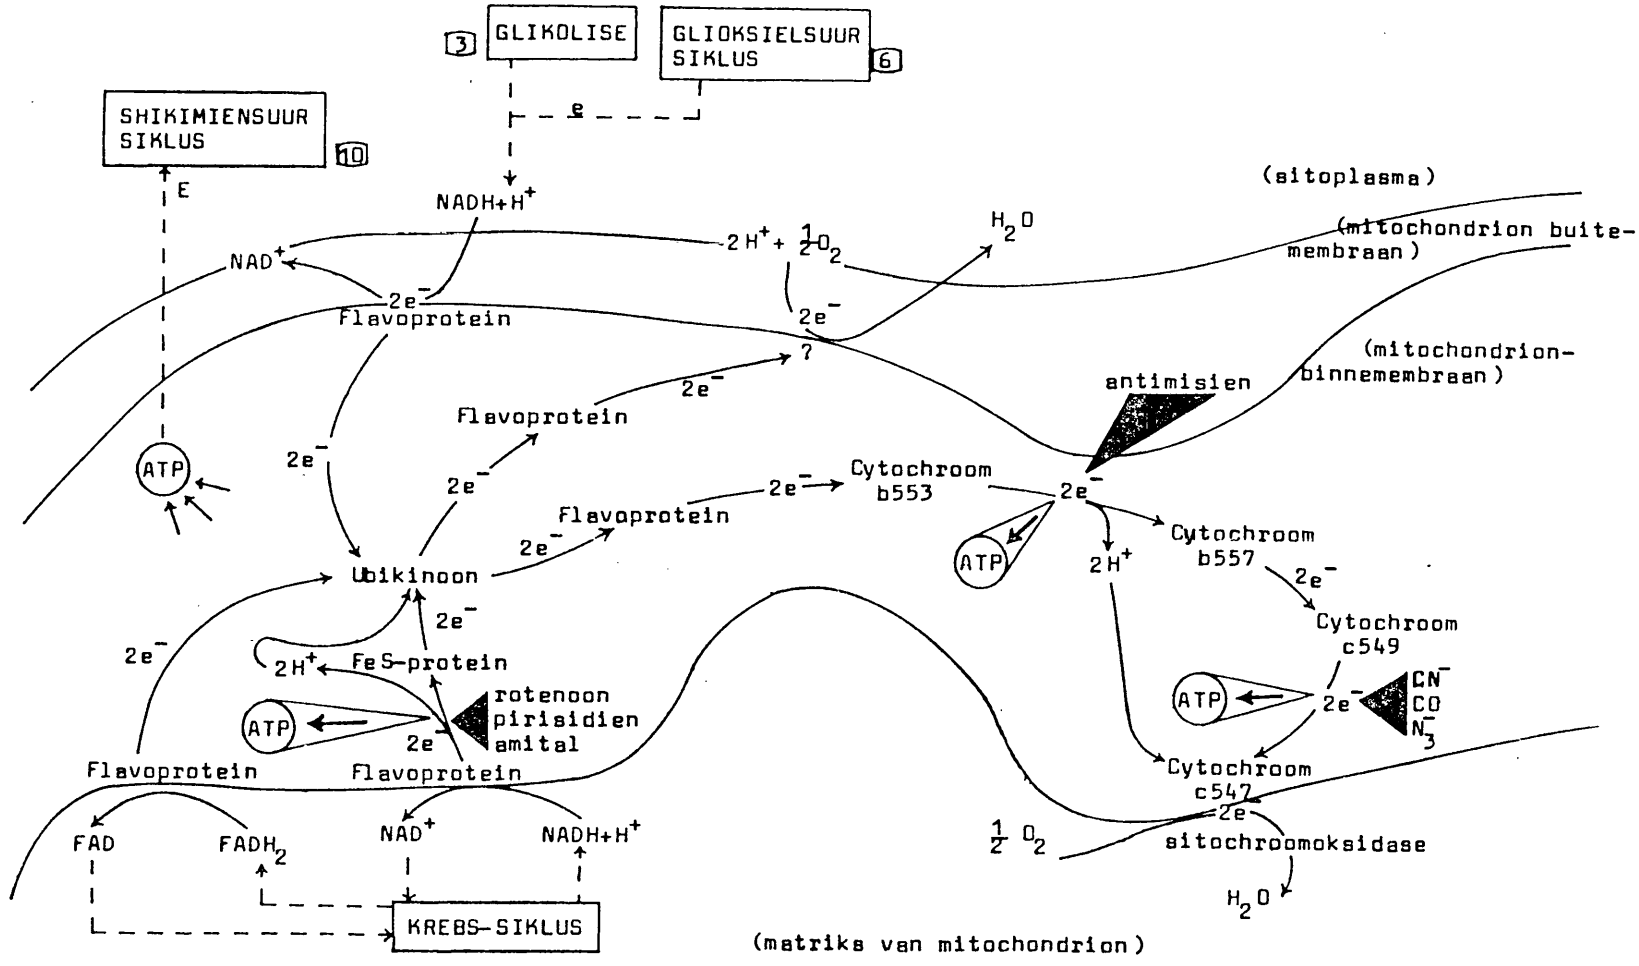 3
GLIKOLISE
GLIOKSIELSUUR
SIKLUS
6
e
SHIKIMIENSUUR
SIKLUS
10
E
NADH+H⁺
(sitoplasma)
H₂O
(mitochondrion buite-
membraan)
NAD⁺
2H⁺ + ½O₂
2e⁻
Flavoprotein
2e⁻
?
(mitochondrion-
binnemembraan)
2e⁻
antimisien
Flavoprotein
2e⁻
ATP
2e⁻
Cytochroom
b553
2e⁻
2e⁻
Flavoprotein
2e⁻
Cytochroom
b557
ATP
2H⁺
Ubikinoon
2e⁻
2e⁻
Cytochroom
c549
2e⁻
2H⁺
FeS-protein
rotenoon
pirisidien
amital
ATP
2e⁻
ATP
2e⁻
CN⁻
CO
N₃⁻
Flavoprotein
Flavoprotein
Cytochroom
c547
2e⁻
FAD
FADH₂
NAD⁺
NADH+H⁺
½ O₂
sitochroomoksidase
H₂O
KREBS-SIKLUS
(matriks van mitochondrion)